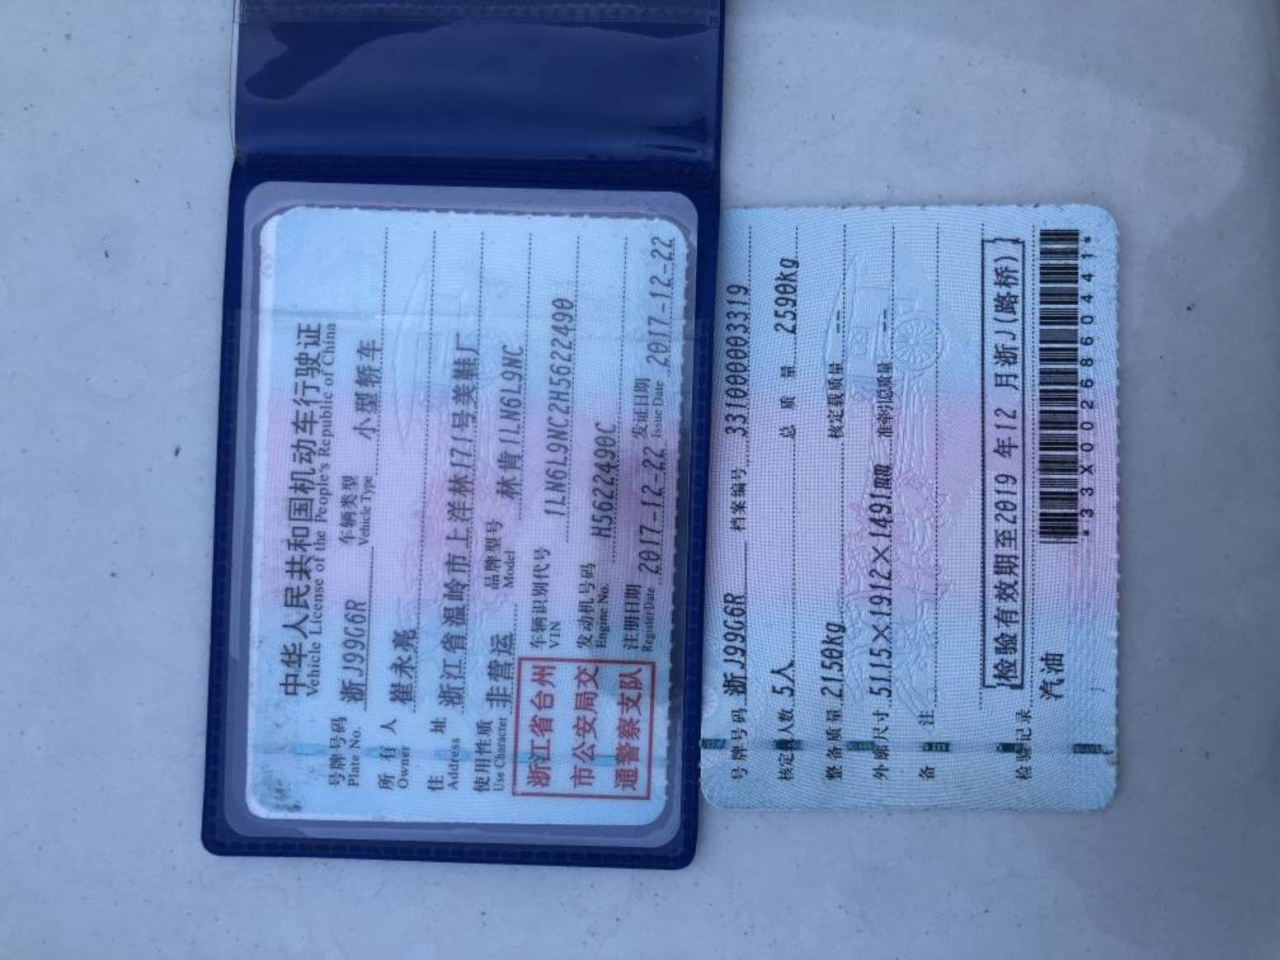 中华人民共和国机动车行驶证
Vehicle License of the People's Republic of China
号牌号码 浙J99G6R 车辆类型 小型轿车
Plate No. Vehicle Type
所有人 崔永亮
Owner
住址 浙江省温岭市上洋林171号美鞋厂
Address
使用性质 非营运 品牌型号 林肯1LN6L9NC
Use Character Model
浙江省台州
市公安局交
通警察支队
车辆识别代号 1LN6L9NC2H5622490
VIN
发动机号码 H5622490C
Engine No.
注册日期 2017-12-22 发证日期 2017-12-22
Register Date Issue Date
号牌号码 浙J99G6R 档案编号 331000003319
核定载人数 5人 总质量 2590kg
整备质量 2150kg 核定载质量 --
外廓尺寸 5115×1912×1491mm 准牵引总质量 --
备注
检验记录 检验有效期至2019年12月浙J(路桥)
汽油
*33X0026860441*